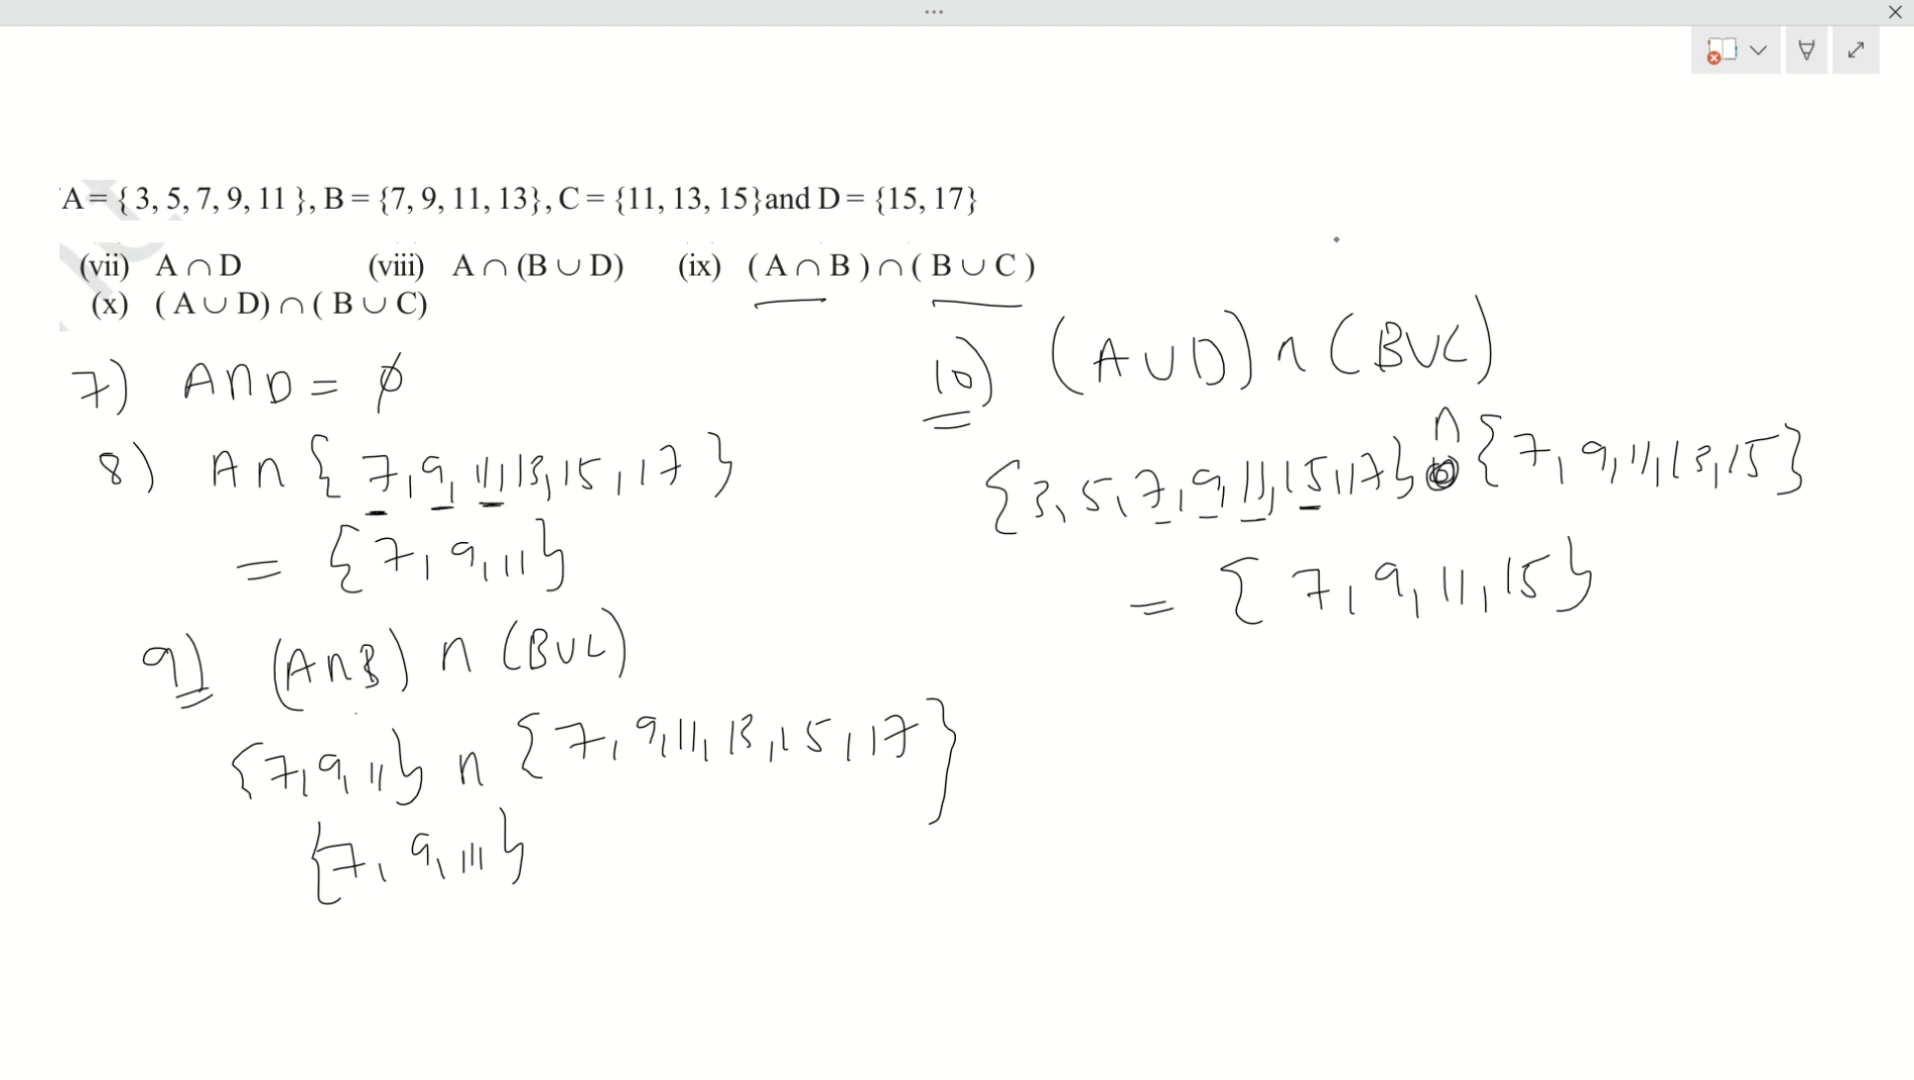 A = { 3, 5, 7, 9, 11 }, B = {7, 9, 11, 13}, C = {11, 13, 15}and D = {15, 17}
(vii) A ∩ D (viii) A ∩ (B ∪ D) (ix) ( A ∩ B ) ∩ ( B ∪ C )
(x) ( A ∪ D) ∩ ( B ∪ C)
7) A∩D = ϕ
8) A∩ { 7, 9, 11, 13, 15, 17 }
= { 7, 9, 11 }
9) (A∩B) ∩ (B∪C)
{7, 9, 11} ∩ { 7, 9, 11, 13, 15, 17 }
{7, 9, 11}
10) (A∪D) ∩ (B∪C)
{3, 5, 7, 9, 11, 15, 17} ∩ { 7, 9, 11, 13, 15}
= { 7, 9, 11, 15}